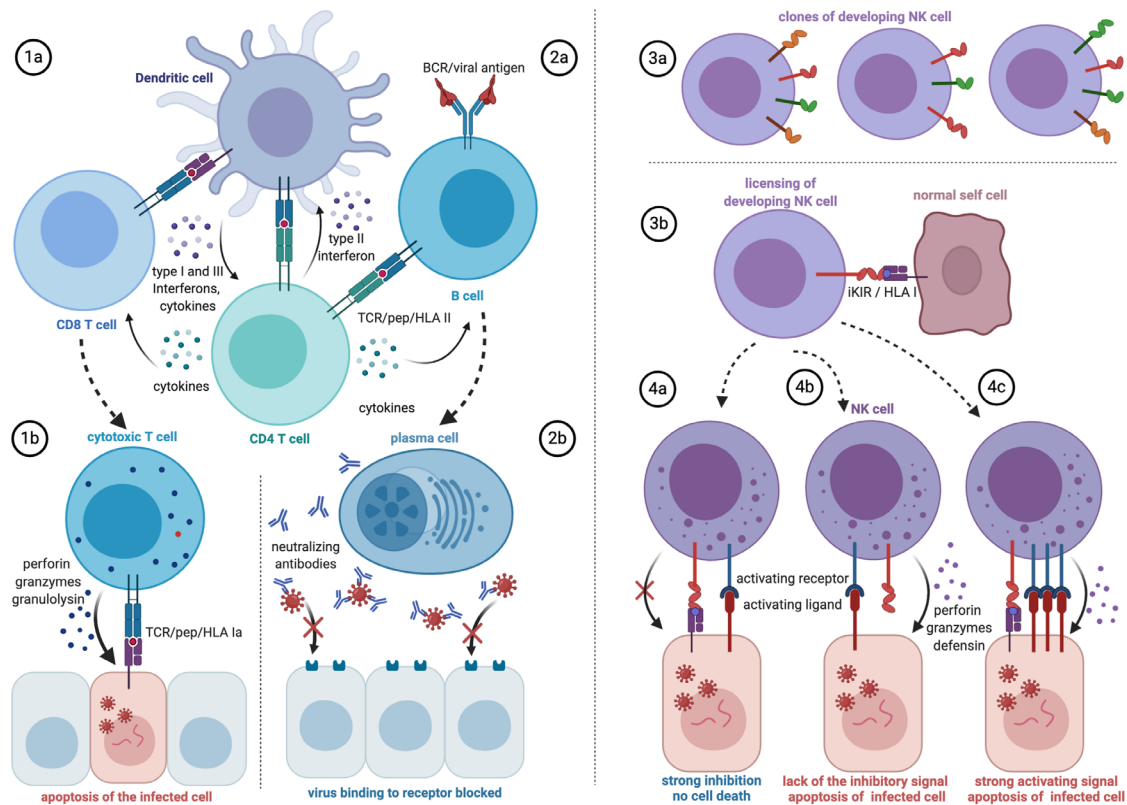 1a
Dendritic cell
2a
BCR/viral antigen
type I and III
Interferons,
cytokines
type II
interferon
CD8 T cell
B cell
TCR/pep/HLA II
cytokines
cytokines
CD4 T cell
1b
cytotoxic T cell
perforin
granzymes
granulolysin
TCR/pep/HLA Ia
apoptosis of the infected cell
plasma cell
2b
neutralizing
antibodies
virus binding to receptor blocked
3a
clones of developing NK cell
3b
licensing of
developing NK cell
normal self cell
iKIR / HLA I
4a
4b
4c
NK cell
activating receptor
activating ligand
perforin
granzymes
defensin
strong inhibition
no cell death
lack of the inhibitory signal
apoptosis of infected cell
strong activating signal
apoptosis of infected cell